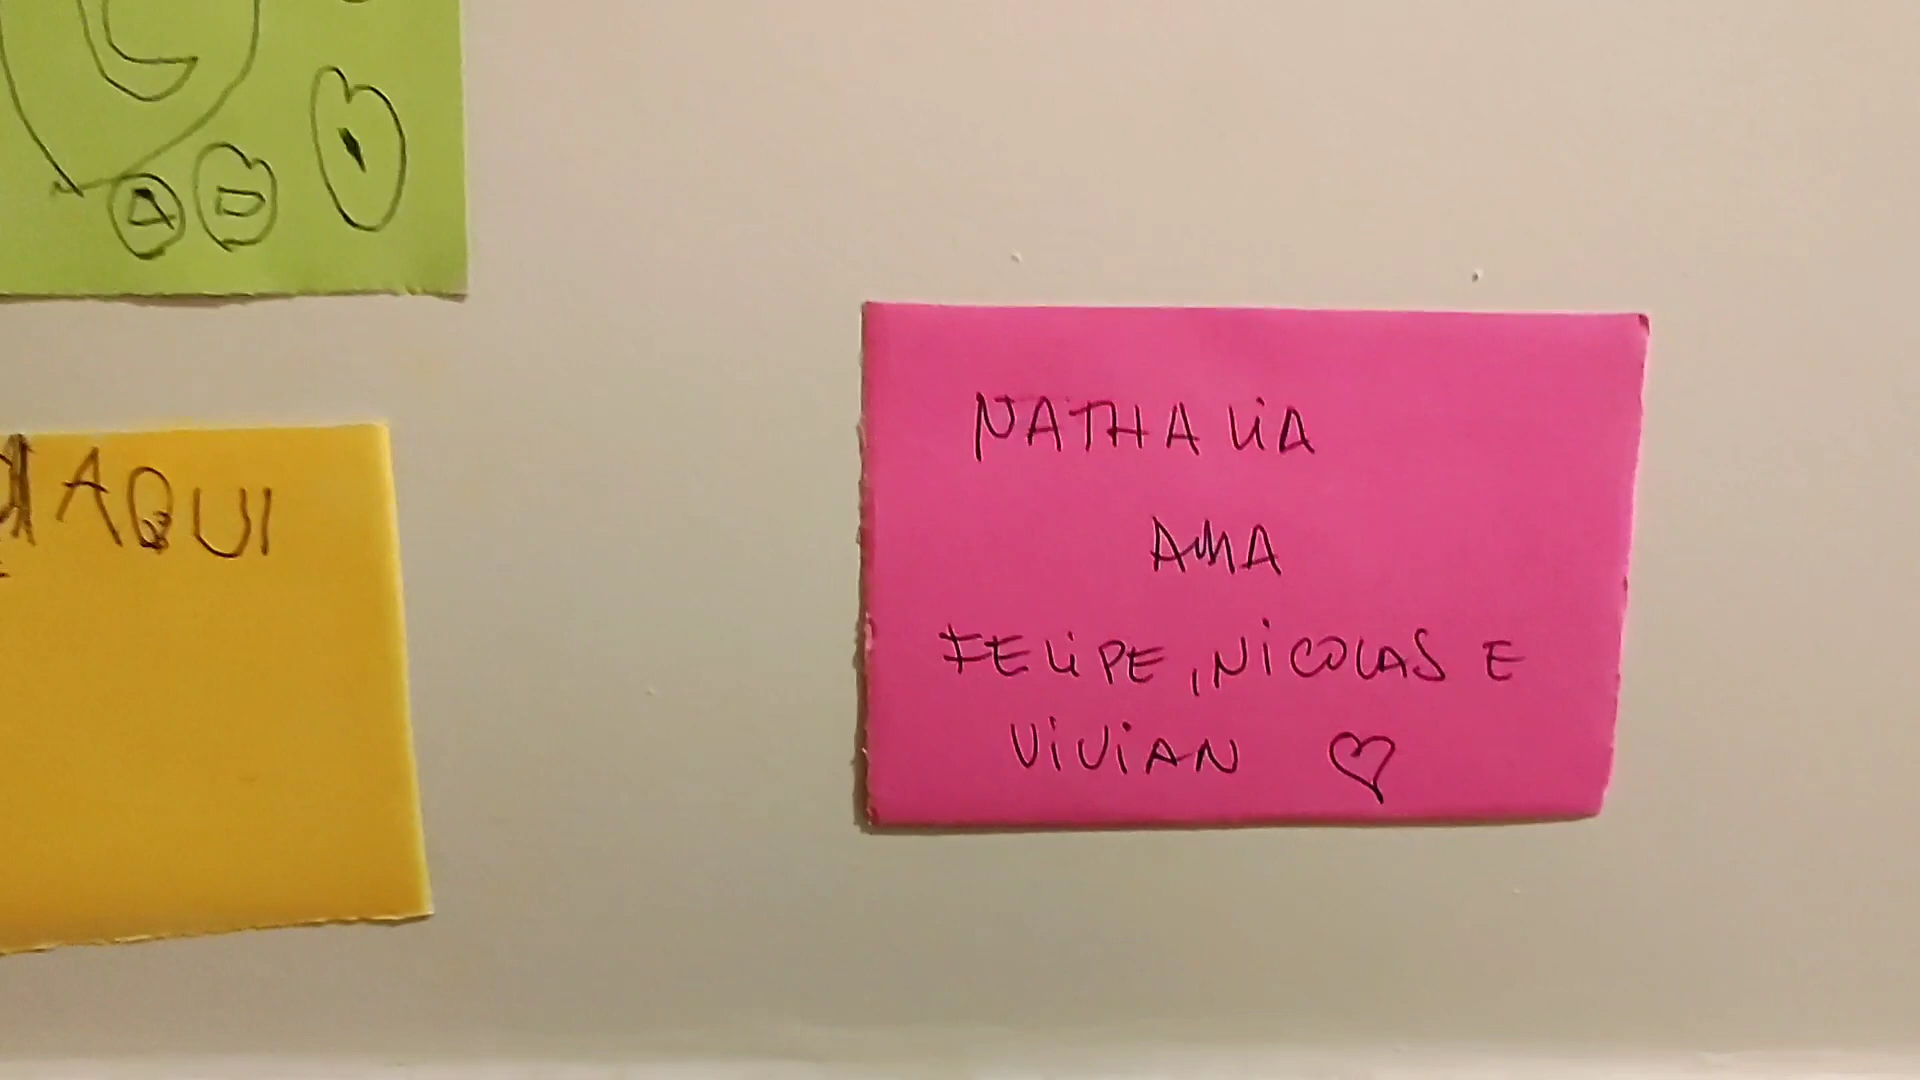 AQUI
NATHALIA
AMA
FELIPE, NICOLAS E
VIVIAN